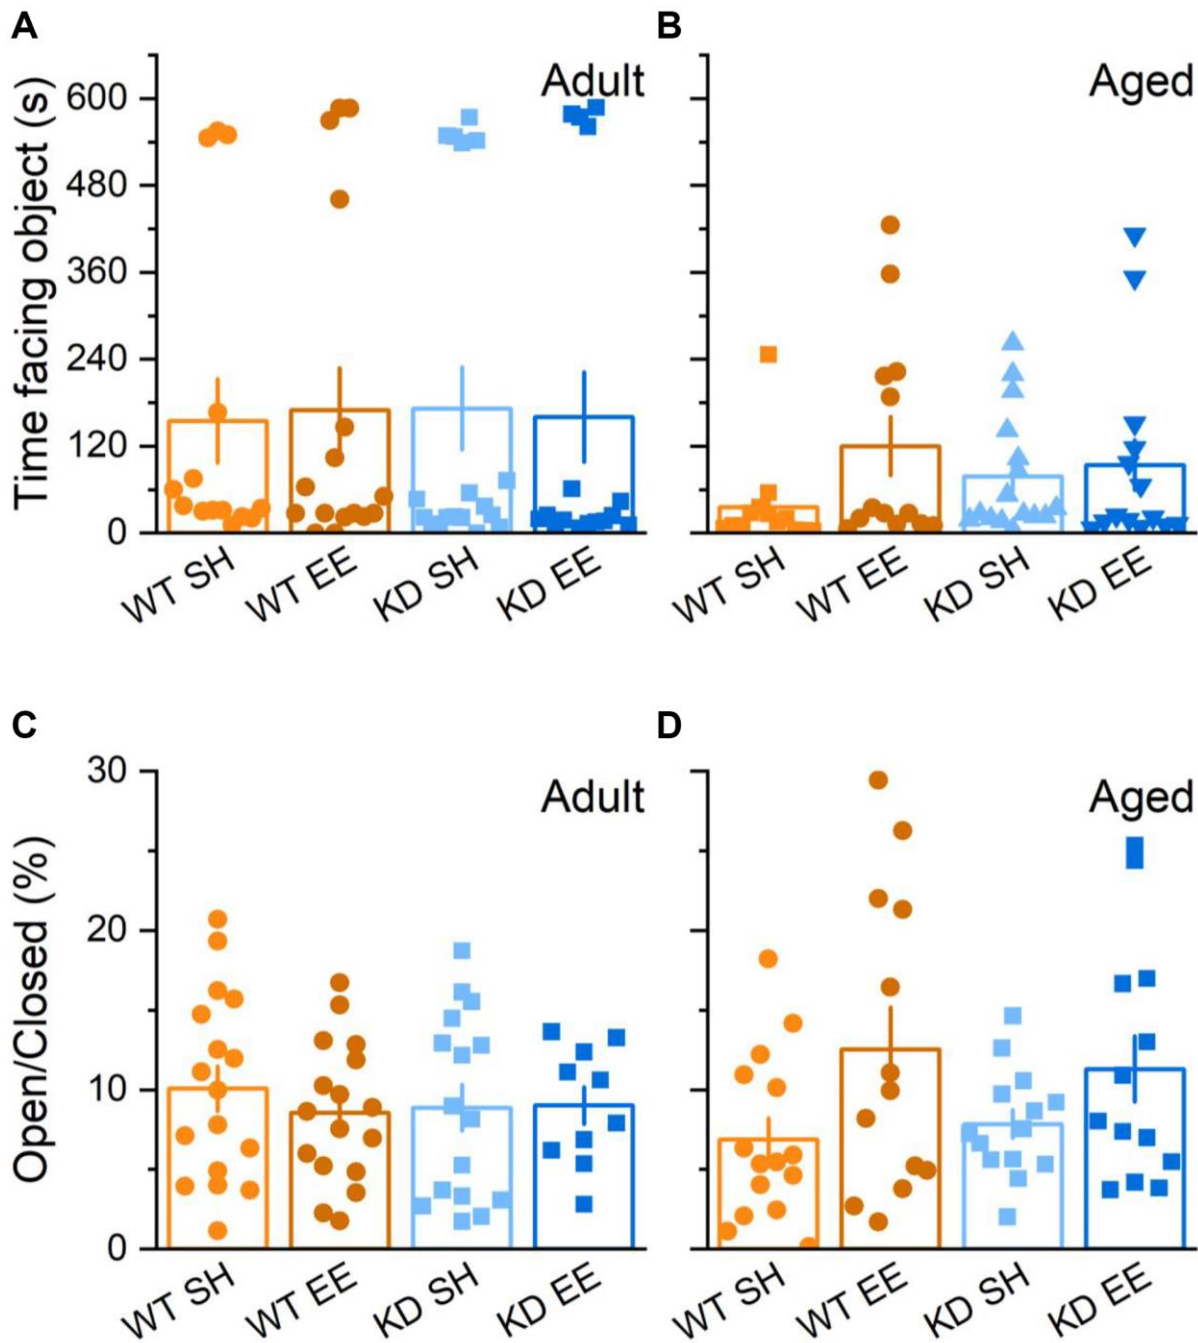 A
B
Adult
Aged
Time facing object (s)
600
480
360
240
120
0
WT SH
WT EE
KD SH
KD EE
WT SH
WT EE
KD SH
KD EE
C
D
Adult
Aged
Open/Closed (%)
30
20
10
0
WT SH
WT EE
KD SH
KD EE
WT SH
WT EE
KD SH
KD EE